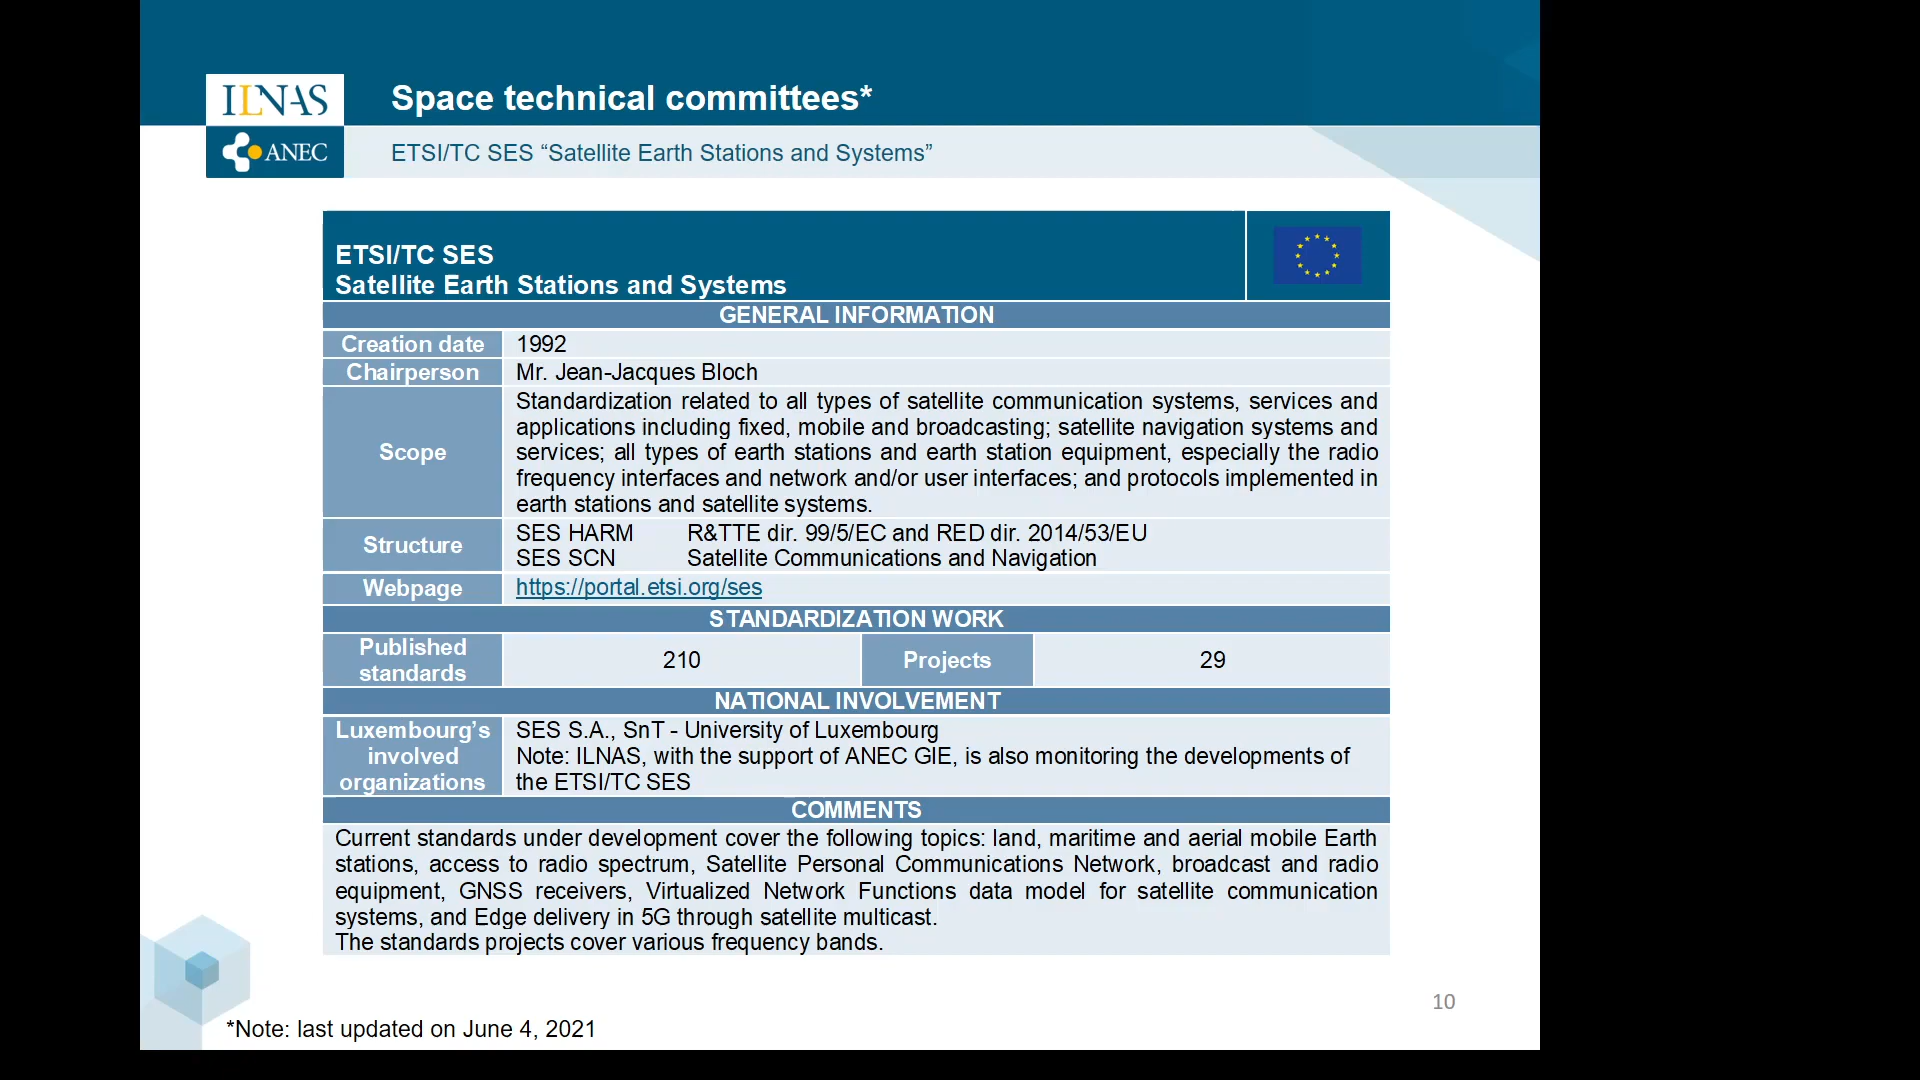 ILNAS
ANEC
Space technical committees*
ETSI/TC SES “Satellite Earth Stations and Systems”
ETSI/TC SES
Satellite Earth Stations and Systems
GENERAL INFORMATION
Creation date 1992
Chairperson Mr. Jean-Jacques Bloch
Scope
Standardization related to all types of satellite communication systems, services and
applications including fixed, mobile and broadcasting; satellite navigation systems and
services; all types of earth stations and earth station equipment, especially the radio
frequency interfaces and network and/or user interfaces; and protocols implemented in
earth stations and satellite systems.
Structure
SES HARM R&TTE dir. 99/5/EC and RED dir. 2014/53/EU
SES SCN Satellite Communications and Navigation
Webpage https://portal.etsi.org/ses
STANDARDIZATION WORK
Published
standards
210 Projects 29
NATIONAL INVOLVEMENT
Luxembourg’s
involved
organizations
SES S.A., SnT - University of Luxembourg
Note: ILNAS, with the support of ANEC GIE, is also monitoring the developments of
the ETSI/TC SES
COMMENTS
Current standards under development cover the following topics: land, maritime and aerial mobile Earth
stations, access to radio spectrum, Satellite Personal Communications Network, broadcast and radio
equipment, GNSS receivers, Virtualized Network Functions data model for satellite communication
systems, and Edge delivery in 5G through satellite multicast.
The standards projects cover various frequency bands.
10
*Note: last updated on June 4, 2021